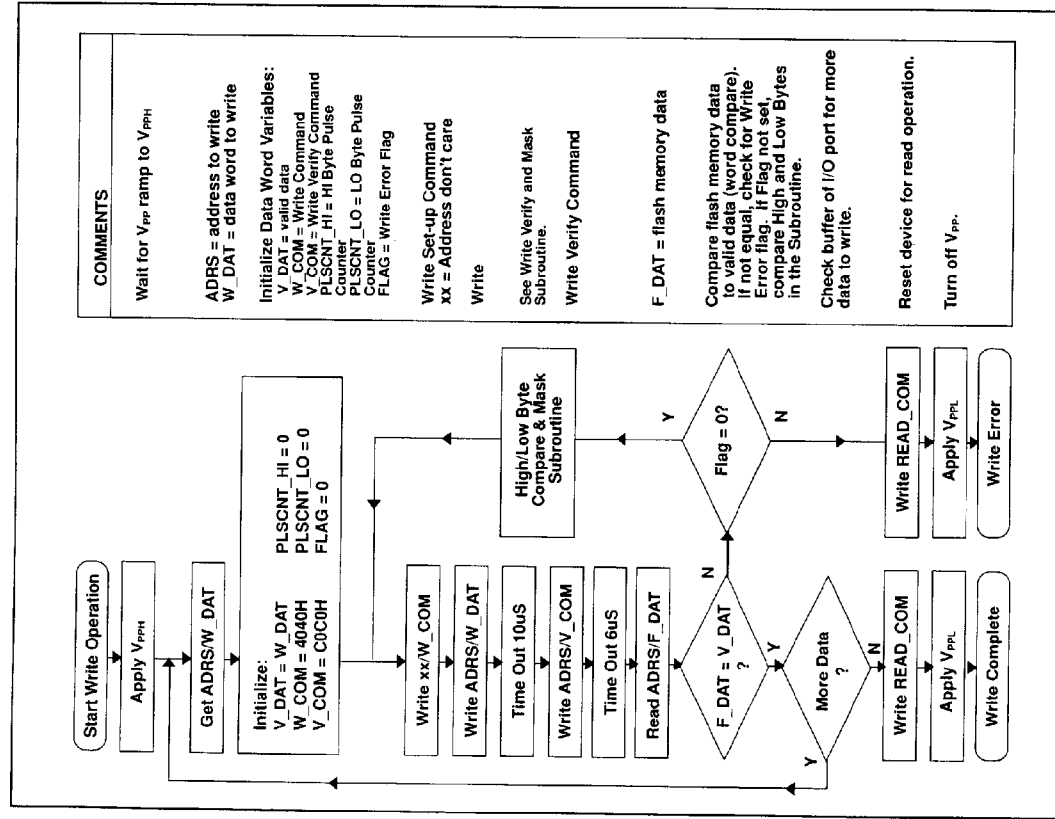 Start Write Operation
Apply VPPH
Get ADRS/W_DAT
Initialize:
V_DAT = W_DAT
W_COM = 4040H
V_COM = C0C0H
PLSCNT_HI = 0
PLSCNT_LO = 0
FLAG = 0
Write xx/W_COM
Write ADRS/W_DAT
Time Out 10uS
Write ADRS/V_COM
Time Out 6uS
Read ADRS/F_DAT
F_DAT = V_DAT
?
N
Y
More Data
?
Y
N
Write READ_COM
Apply VPPL
Write Complete
High/Low Byte
Compare & Mask
Subroutine
Y
Flag = 0?
N
Write READ_COM
Apply VPPL
Write Error
COMMENTS
Wait for VPP ramp to VPPH
ADRS = address to write
W_DAT = data word to write
Initialize Data Word Variables:
V_DAT = valid data
W_COM = Write Command
V_COM = Write Verify Command
PLSCNT_HI = HI Byte Pulse
Counter
PLSCNT_LO = LO Byte Pulse
Counter
FLAG = Write Error Flag
Write Set-up Command
xx = Address don't care
Write
See Write Verify and Mask
Subroutine.
Write Verify Command
F_DAT = flash memory data
Compare flash memory data
to valid data (word compare).
If not equal, check for Write
Error flag. If Flag not set,
compare High and Low Bytes
in the Subroutine.
Check buffer of I/O port for more
data to write.
Reset device for read operation.
Turn off VPP.